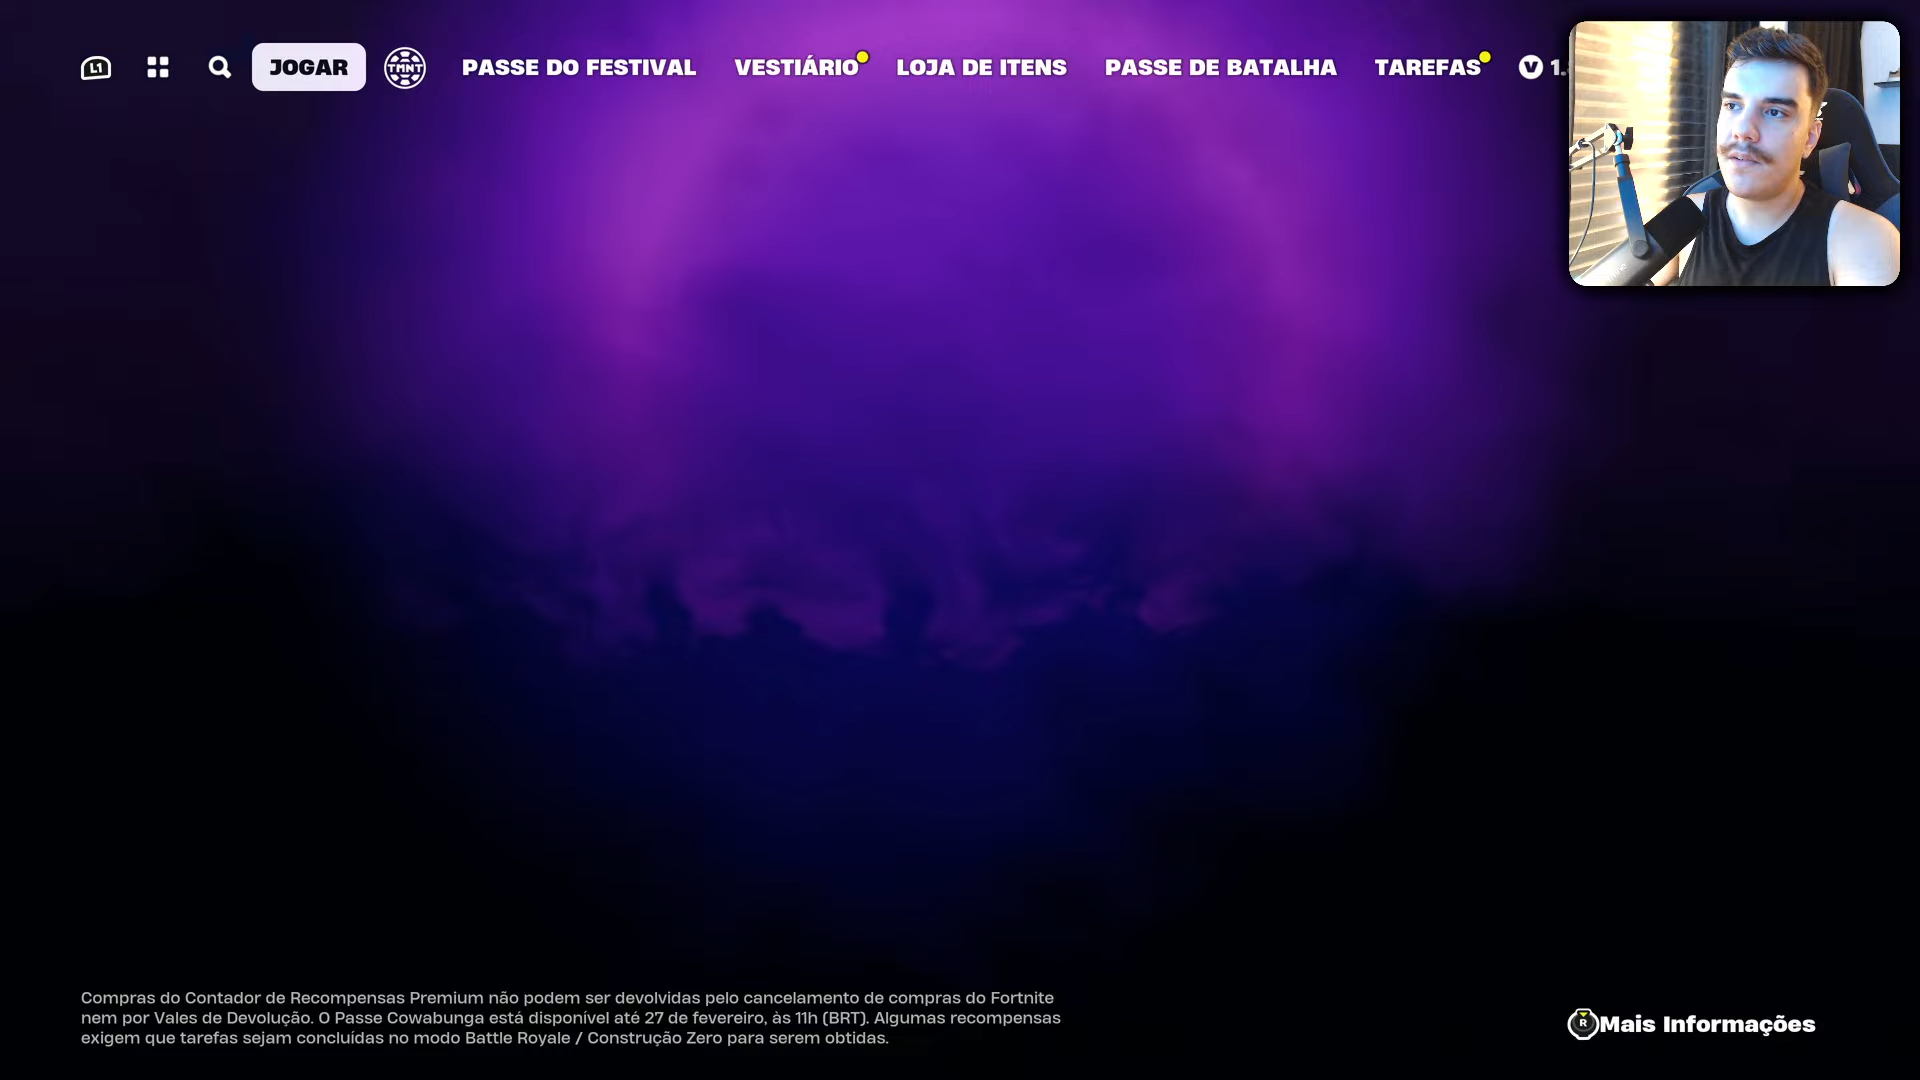 L1
JOGAR
TMNT
PASSE DO FESTIVAL
VESTIÁRIO
LOJA DE ITENS
PASSE DE BATALHA
TAREFAS
V
Compras do Contador de Recompensas Premium não podem ser devolvidas pelo cancelamento de compras do Fortnite
nem por Vales de Devolução. O Passe Cowabunga está disponível até 27 de fevereiro, às 11h (BRT). Algumas recompensas
exigem que tarefas sejam concluídas no modo Battle Royale / Construção Zero para serem obtidas.
R
Mais Informações